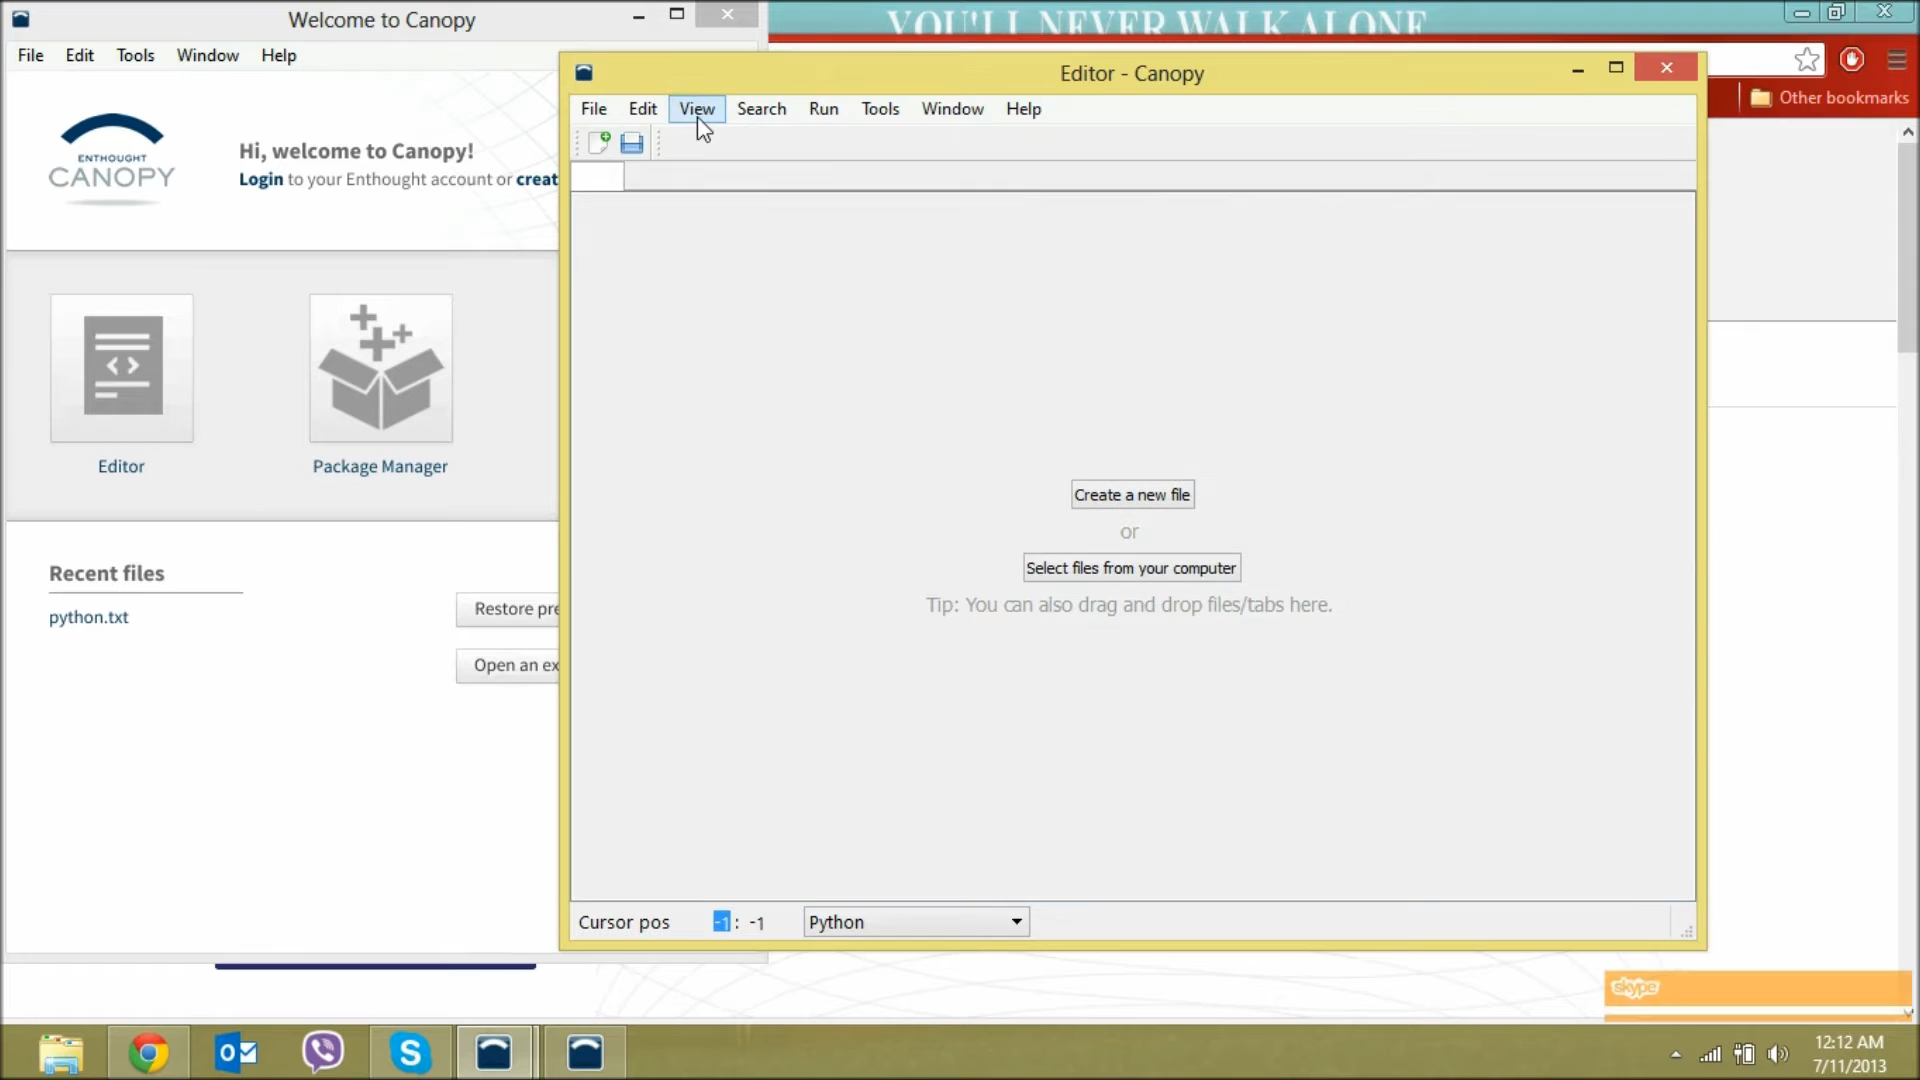 Welcome to Canopy
YOU'LL NEVER WALK ALONE
File Edit Tools Window Help
Editor - Canopy
Other bookmarks
File Edit View Search Run Tools Window Help
ENTHOUGHT
CANOPY
Hi, welcome to Canopy!
Login to your Enthought account or creat
Editor
Package Manager
Create a new file
or
Select files from your computer
Tip: You can also drag and drop files/tabs here.
Recent files
python.txt
Restore pre
Open an ex
Cursor pos -1 : -1 Python
skype
12:12 AM
7/11/2013